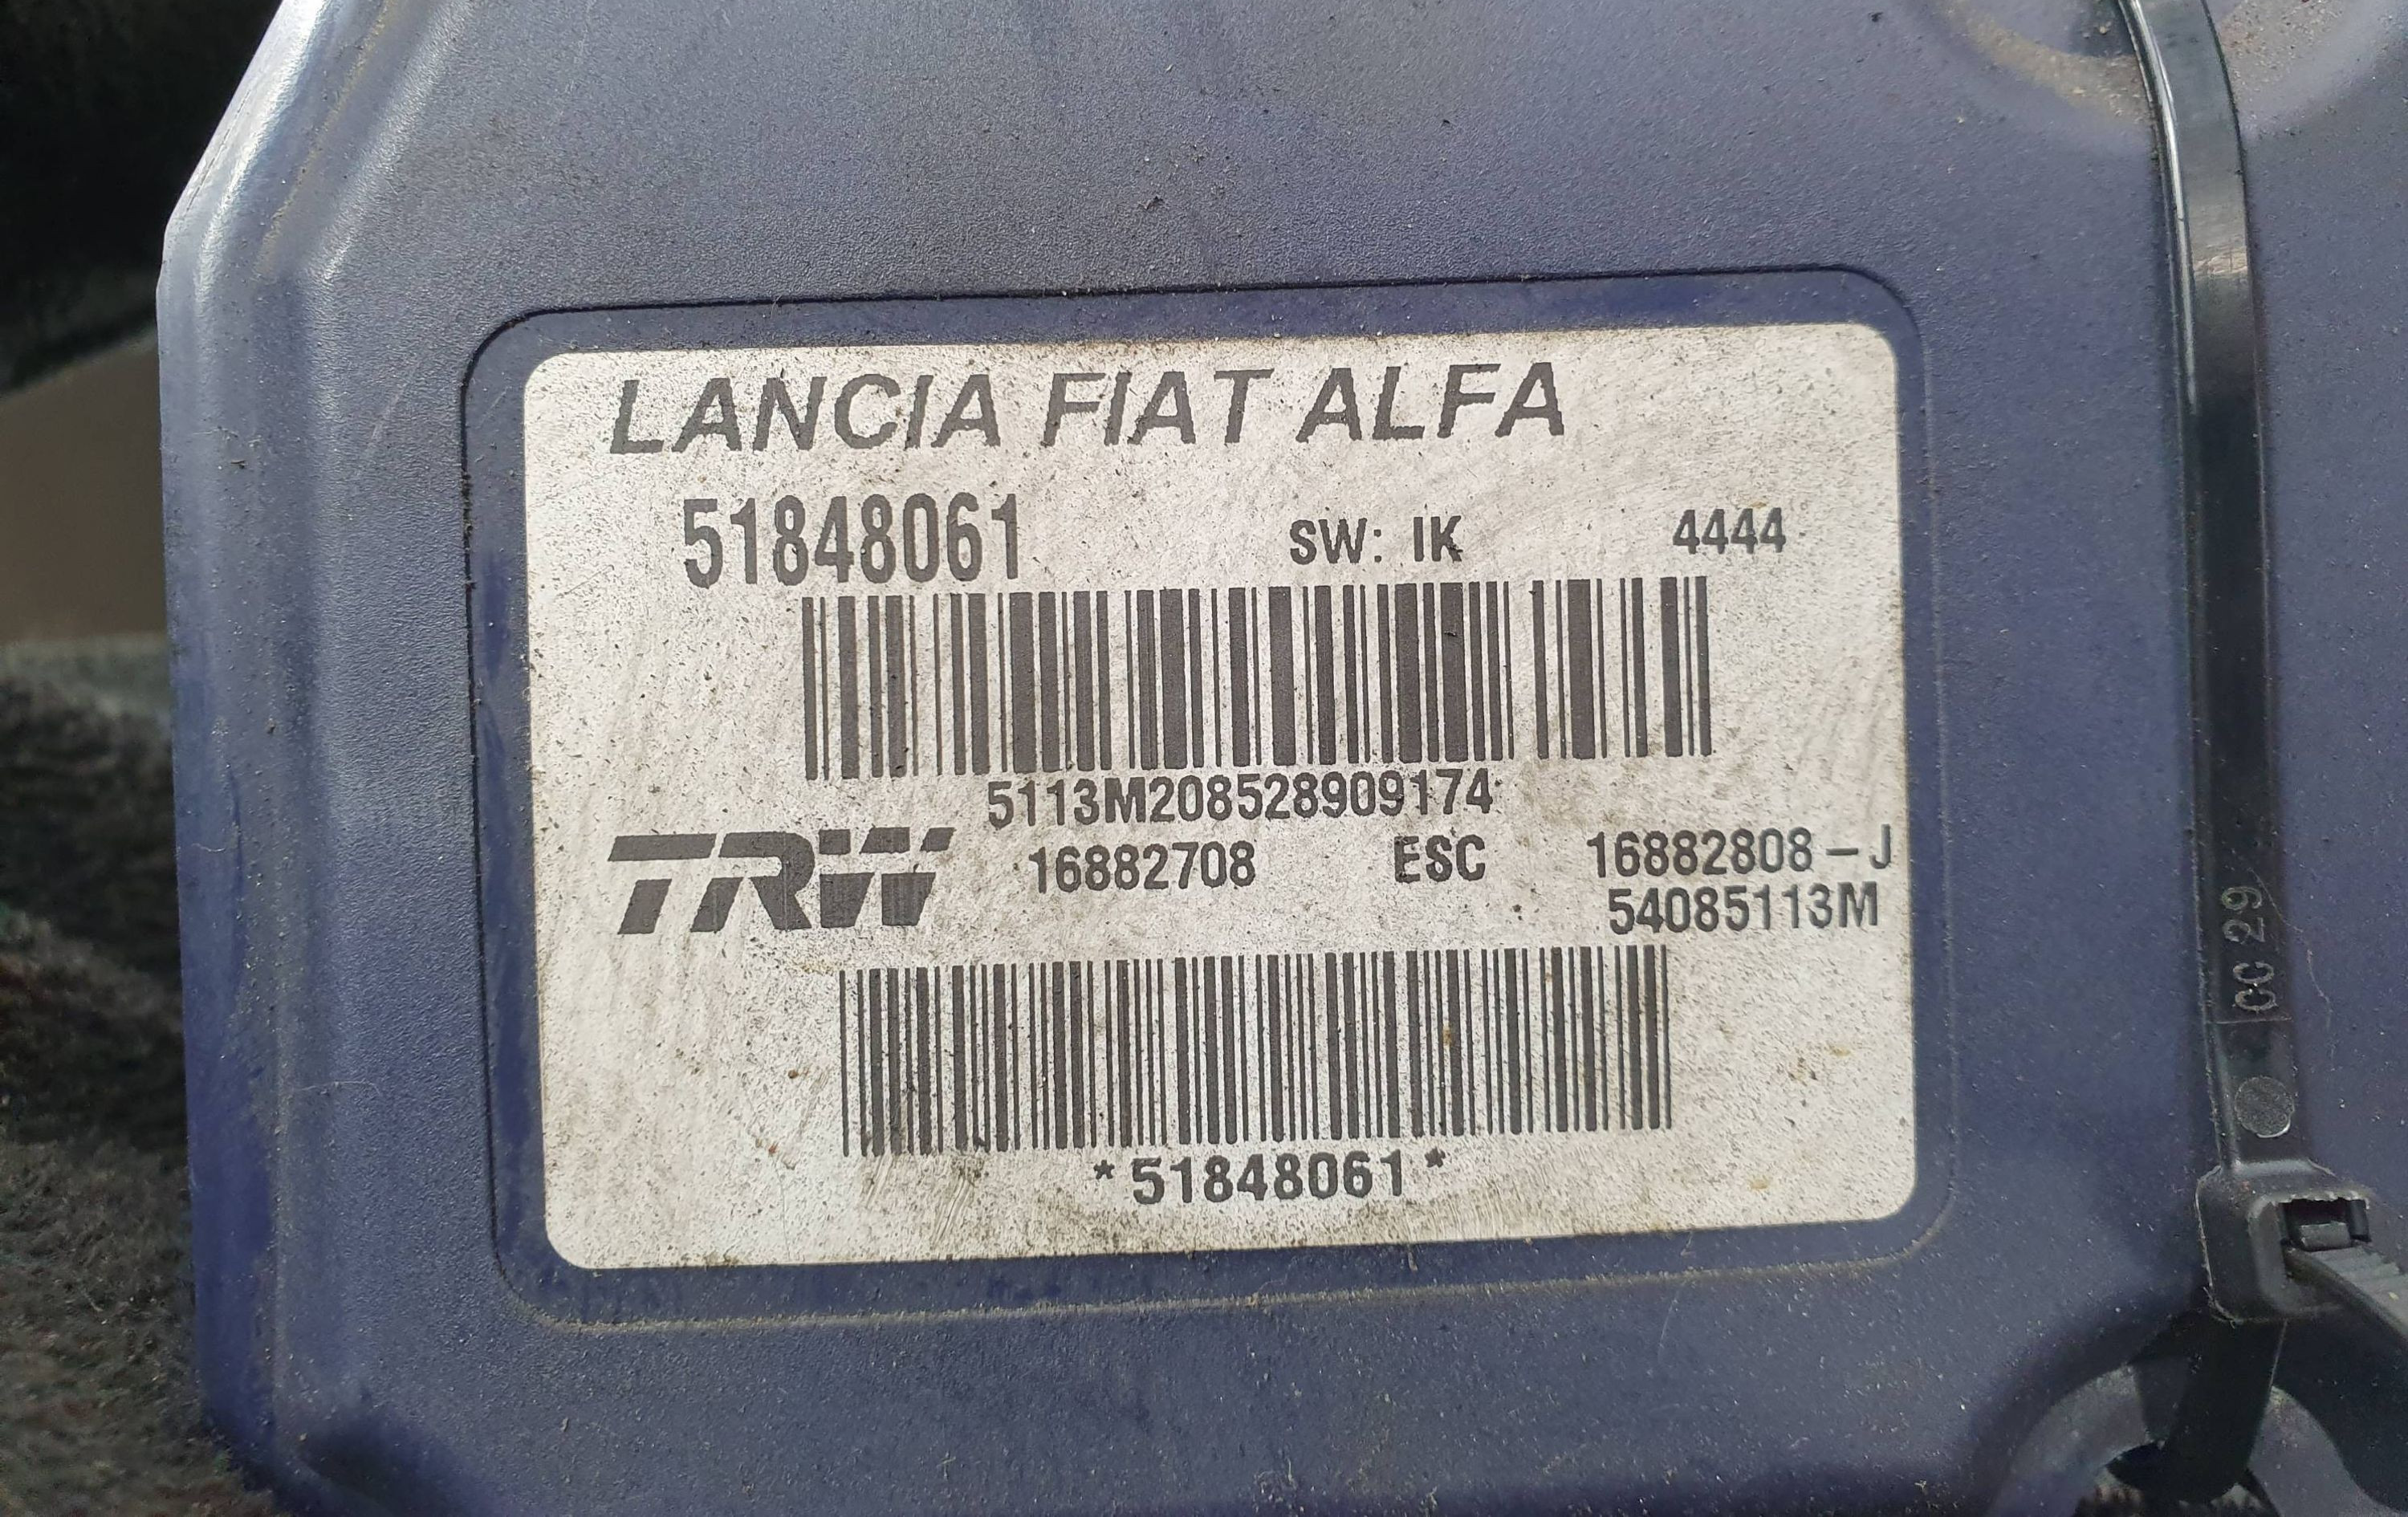 LANCIA FIAT ALFA
51848061 SW: IK 4444
5113M208528909174
TRW 16882708 ESC 16882808-J
54085113M
*51848061*
CC 29